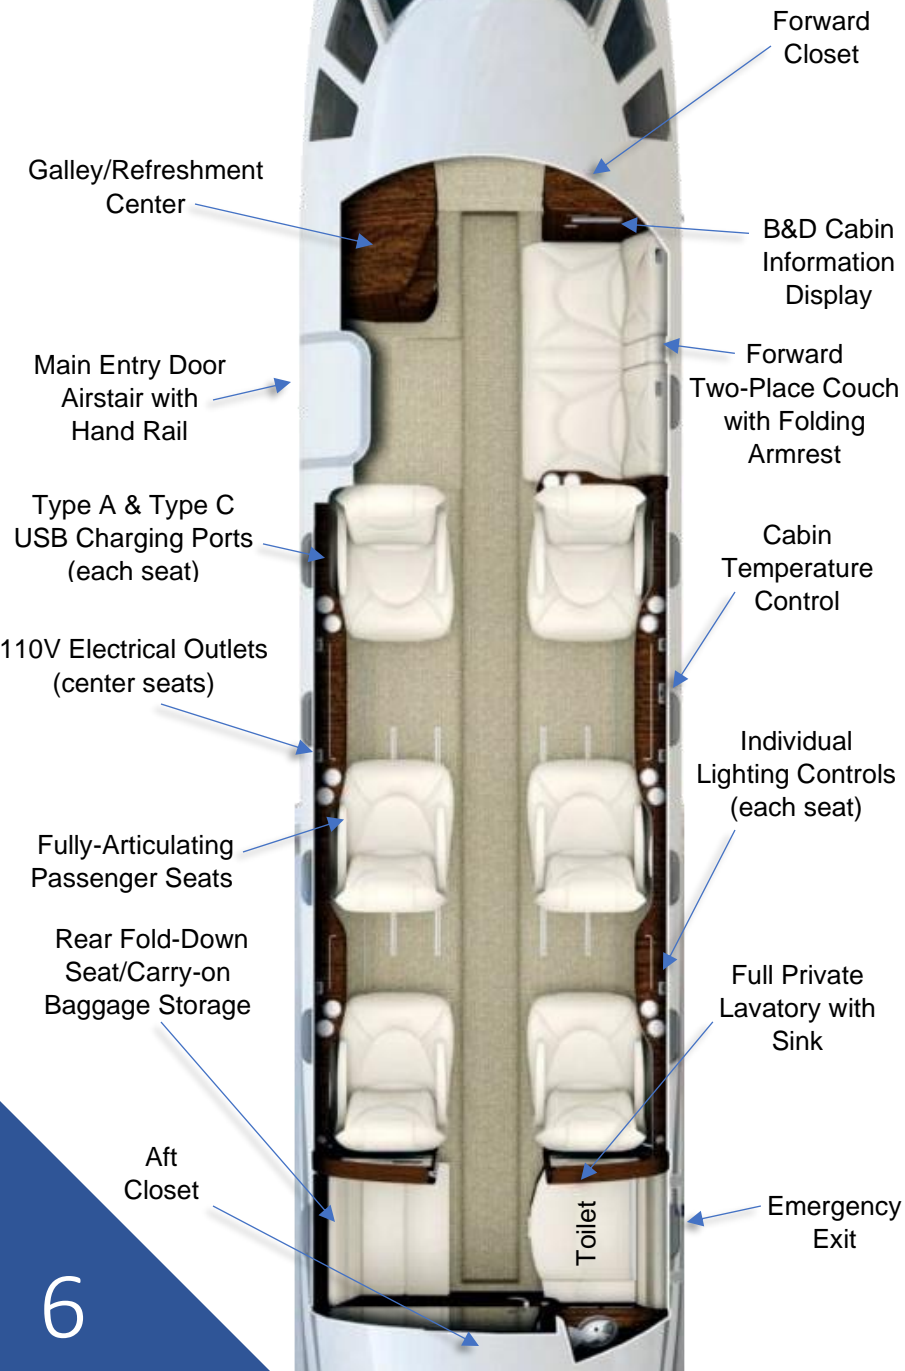 Forward
Closet
Galley/Refreshment
Center
B&D Cabin
Information
Display
Main Entry Door
Airstair with
Hand Rail
Forward
Two-Place Couch
with Folding
Armrest
Type A & Type C
USB Charging Ports
(each seat)
Cabin
Temperature
Control
110V Electrical Outlets
(center seats)
Individual
Lighting Controls
(each seat)
Fully-Articulating
Passenger Seats
Rear Fold-Down
Seat/Carry-on
Baggage Storage
Full Private
Lavatory with
Sink
Aft
Closet
Toilet
Emergency
Exit
6